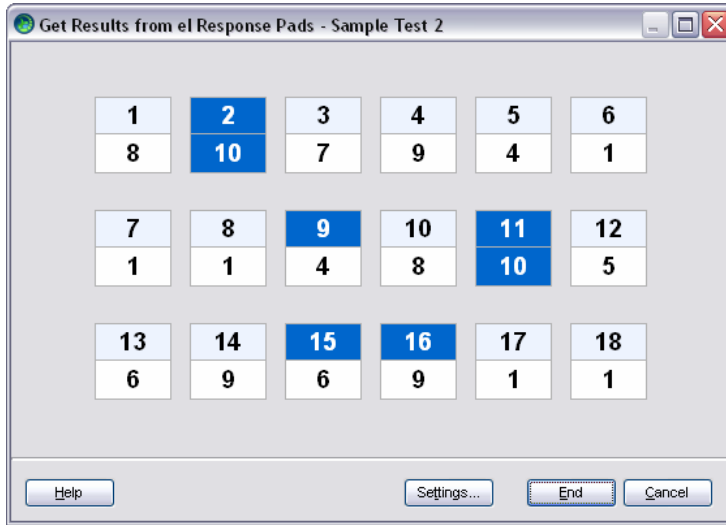 Get Results from el Response Pads - Sample Test 2
1 2 3 4 5 6
8 10 7 9 4 1
7 8 9 10 11 12
1 1 4 8 10 5
13 14 15 16 17 18
6 9 6 9 1 1
Help Settings... End Cancel